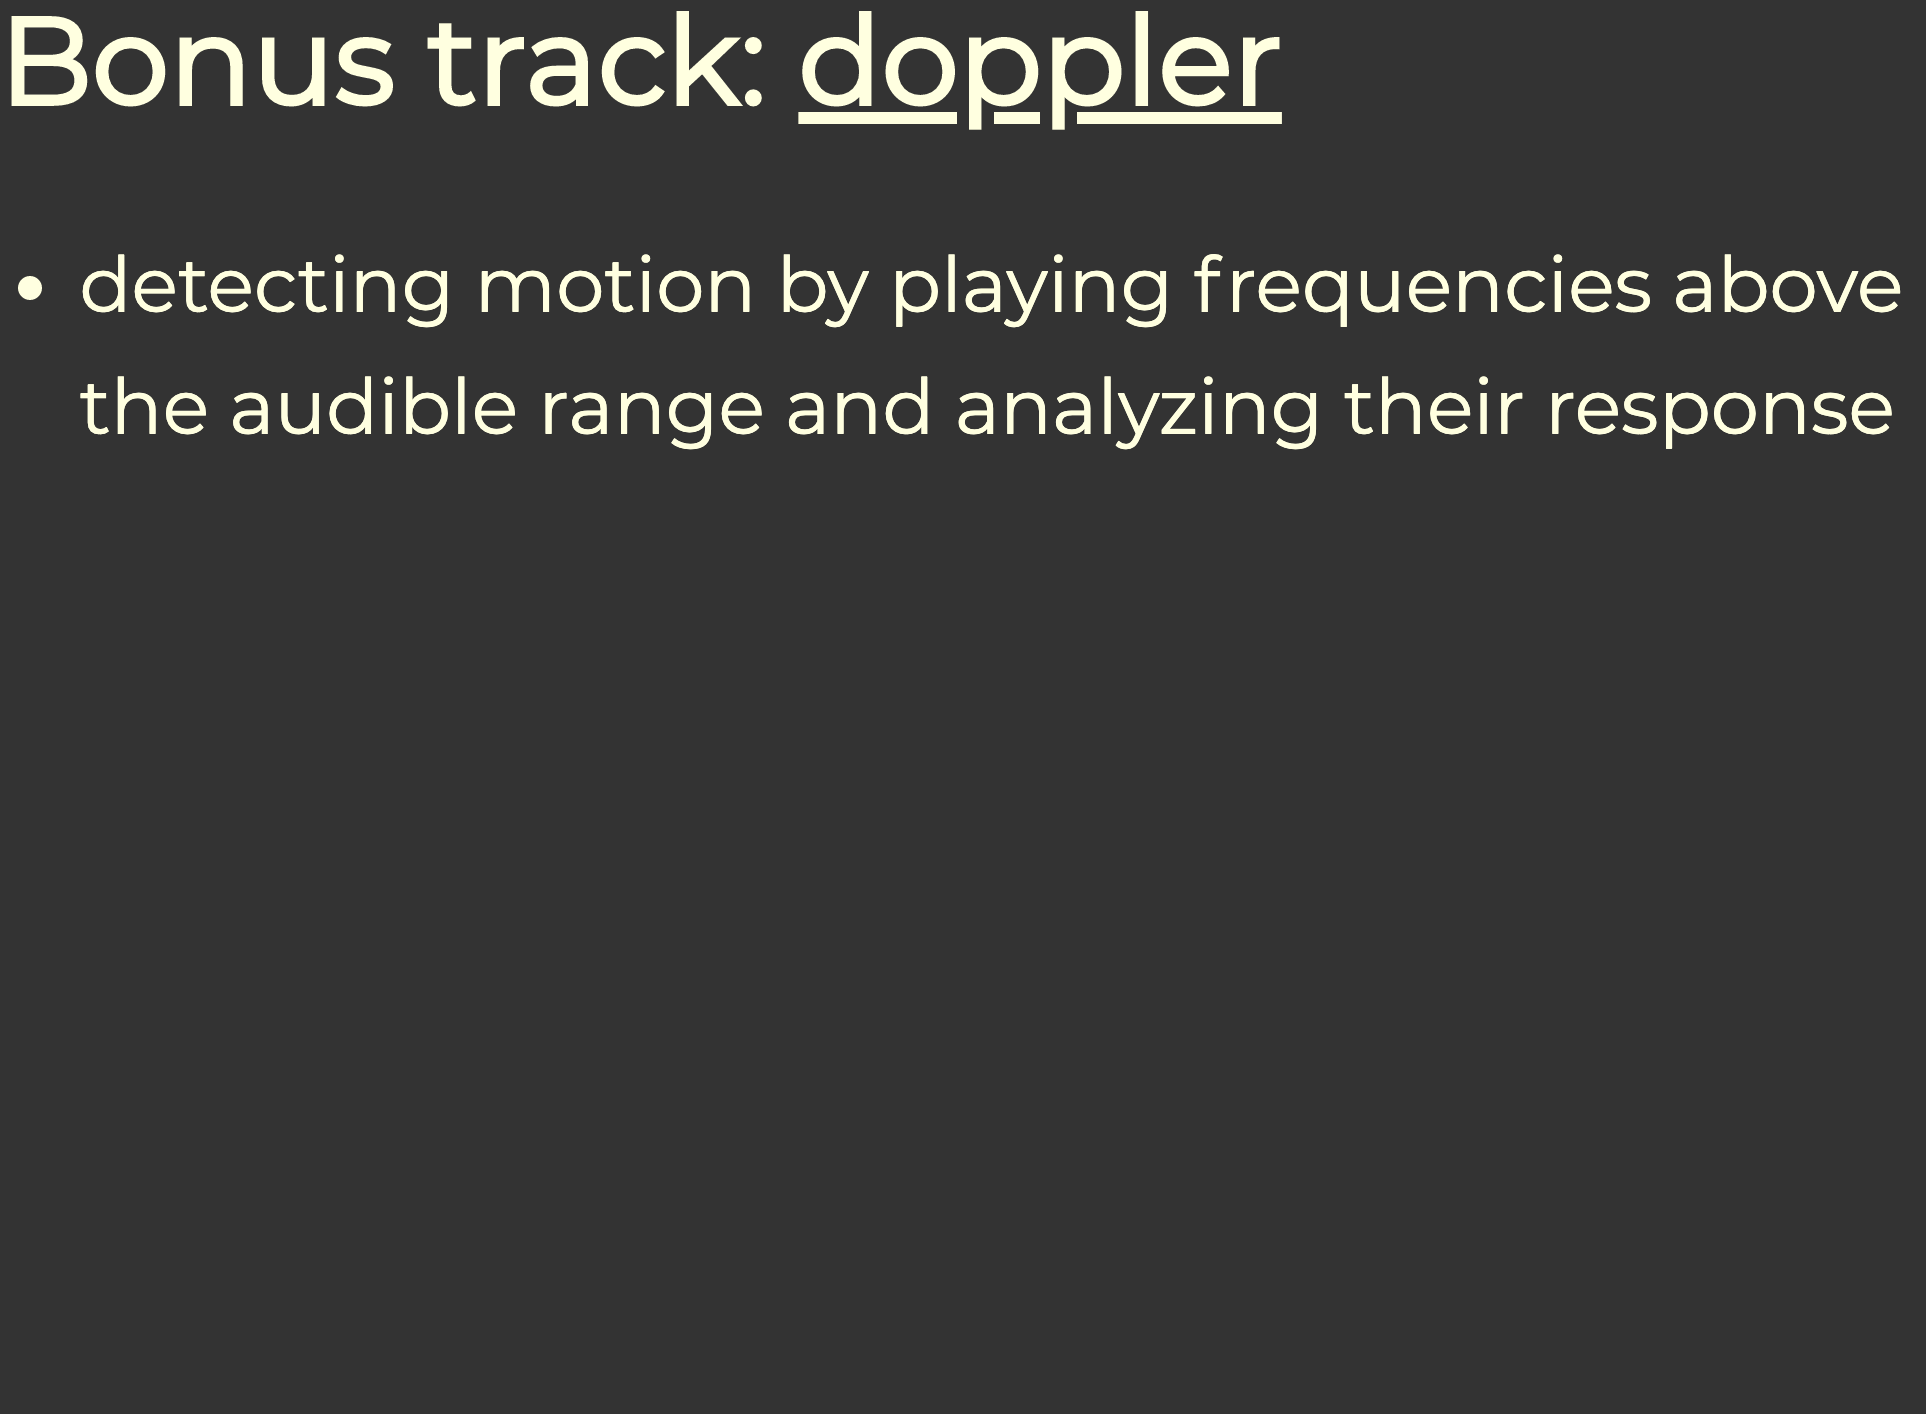 Bonus track: doppler
• detecting motion by playing frequencies above
the audible range and analyzing their response